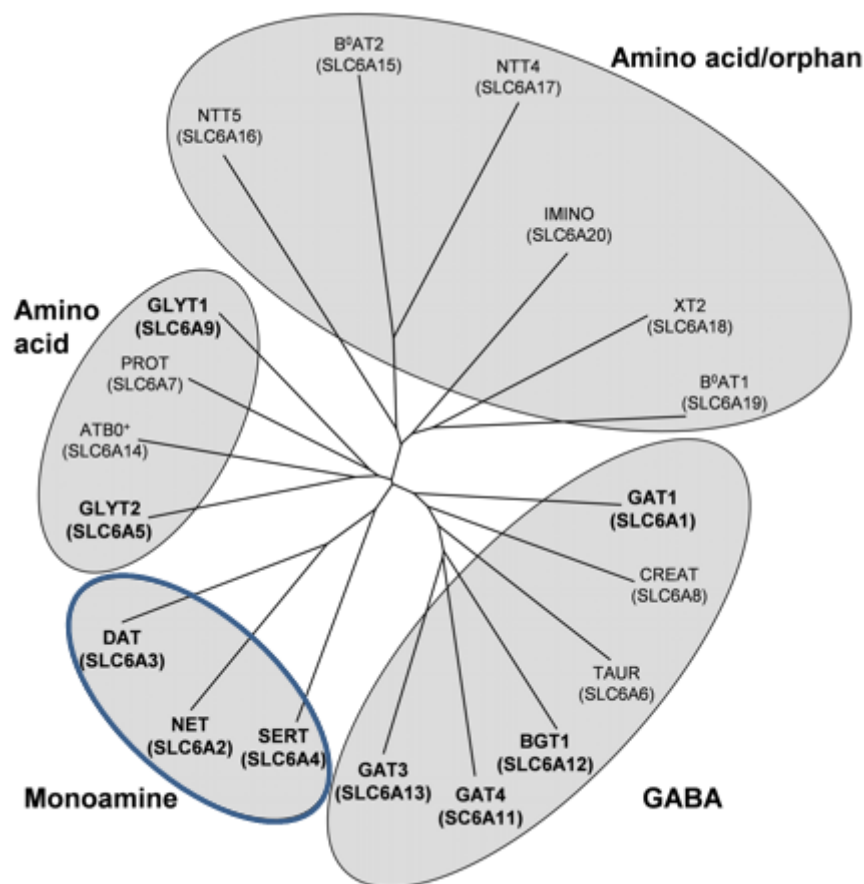 B⁰AT2
(SLC6A15)
Amino acid/orphan
NTT4
(SLC6A17)
NTT5
(SLC6A16)
IMINO
(SLC6A20)
XT2
(SLC6A18)
B⁰AT1
(SLC6A19)
Amino
acid
GLYT1
(SLC6A9)
PROT
(SLC6A7)
ATB0⁺
(SLC6A14)
GLYT2
(SLC6A5)
GAT1
(SLC6A1)
CREAT
(SLC6A8)
TAUR
(SLC6A6)
BGT1
(SLC6A12)
GAT4
(SC6A11)
GAT3
(SLC6A13)
GABA
DAT
(SLC6A3)
NET
(SLC6A2)
SERT
(SLC6A4)
Monoamine